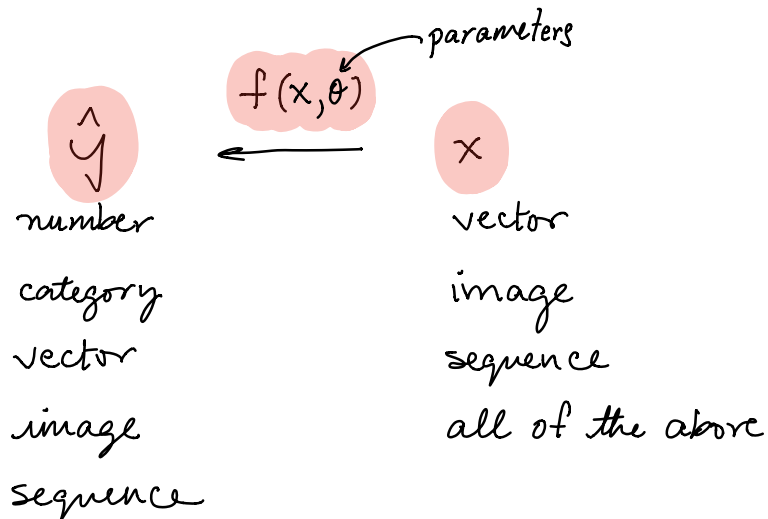 parameters
f(x,θ)
ŷ
x
number
vector
category
image
vector
sequence
image
all of the above
sequence